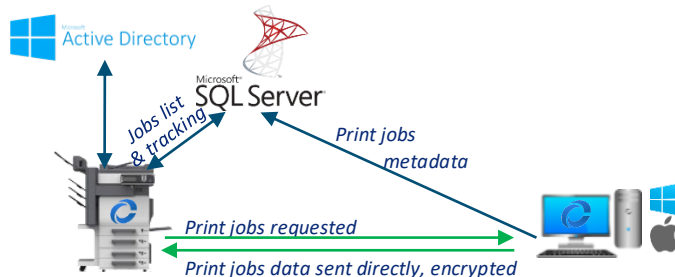 Microsoft
Active Directory
Microsoft®
SQL Server
Jobs list
& tracking
Print jobs
metadata
Print jobs requested
Print jobs data sent directly, encrypted